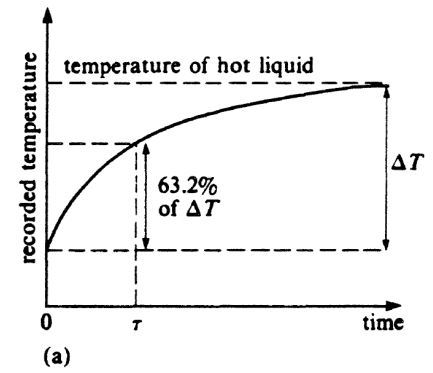 temperature of hot liquid
recorded temperature
63.2%
of ΔT
ΔT
0
τ
time
(a)